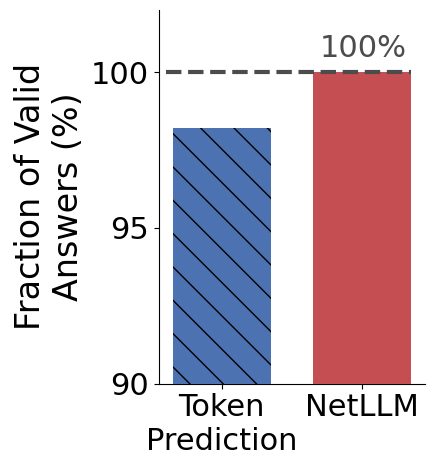 Fraction of Valid
Answers (%)
100
95
90
100%
Token
Prediction
NetLLM